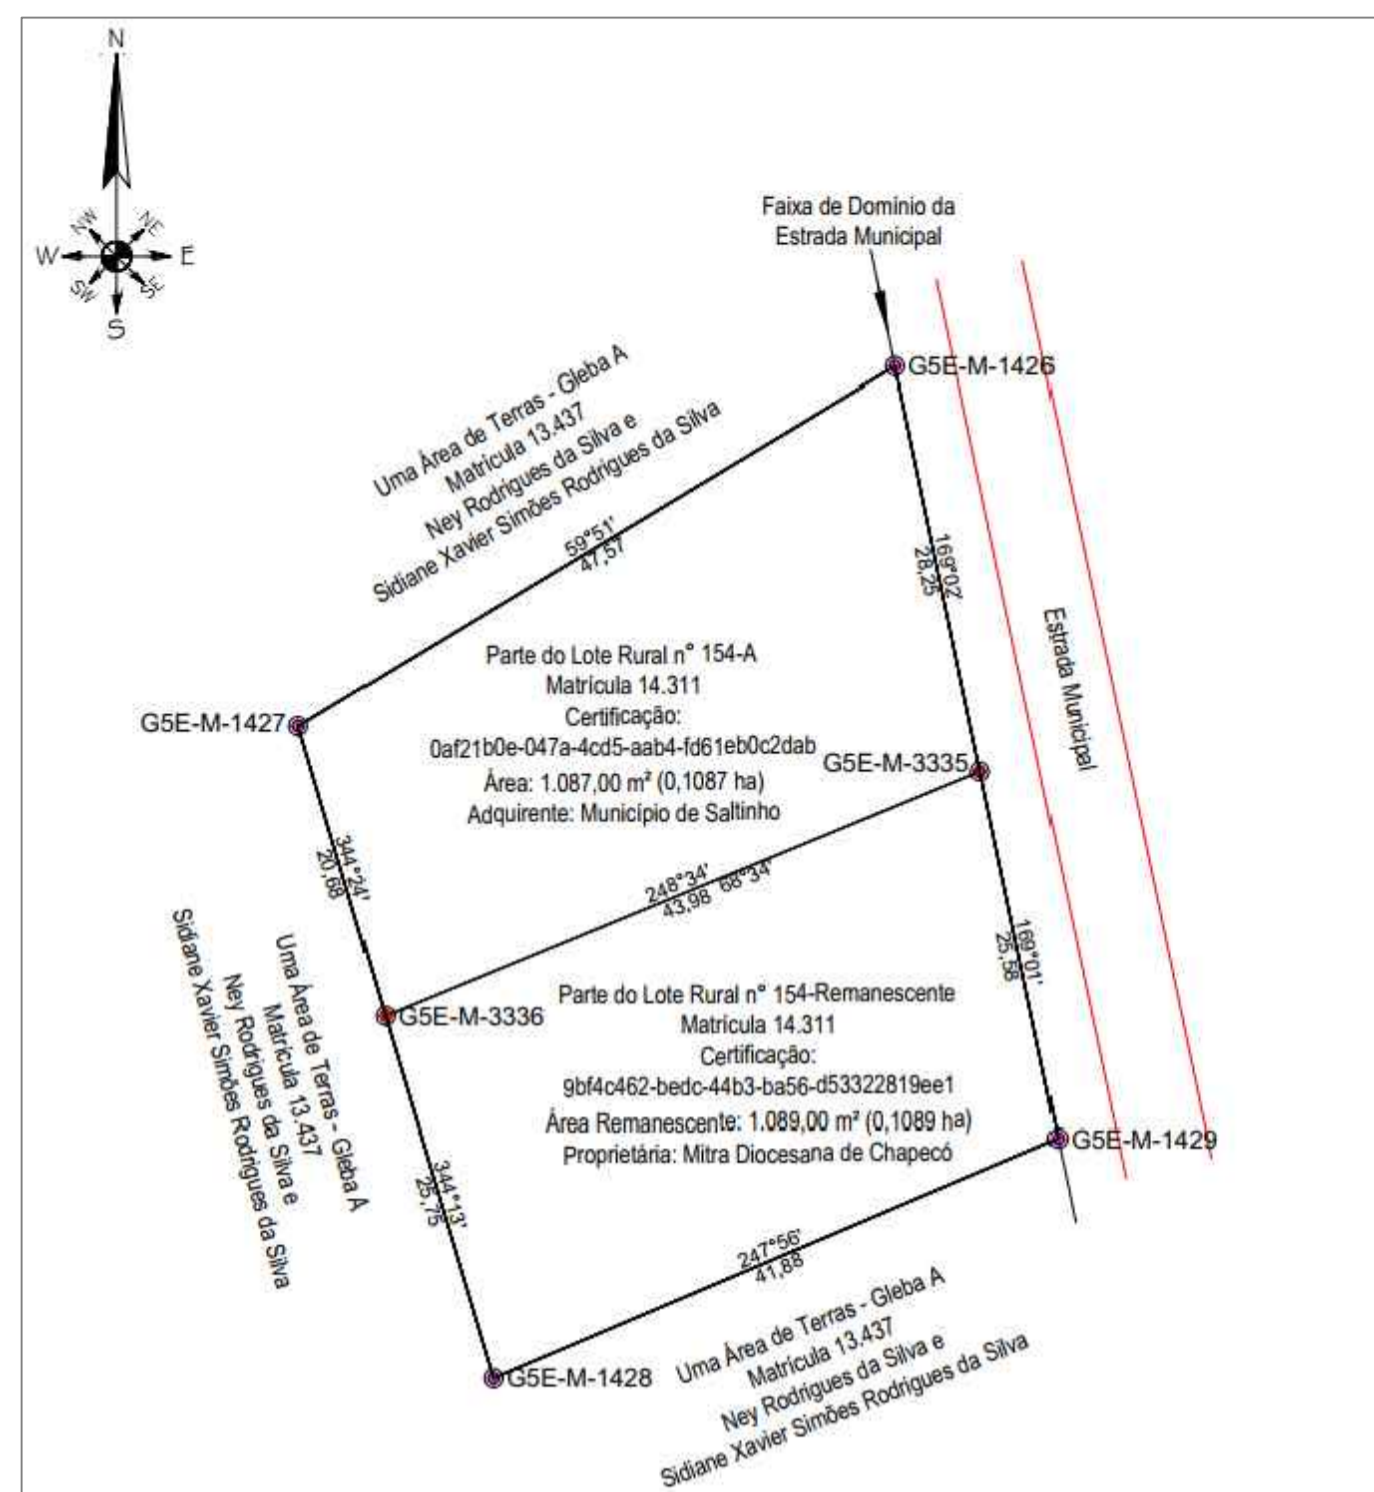 N
NW
NE
W
E
SW
SE
S
Faixa de Domínio da
Estrada Municipal
G5E-M-1426
Uma Área de Terras - Gleba A
Matrícula 13.437
Ney Rodrigues da Silva e
Sidiane Xavier Simões Rodrigues da Silva
59°51'
47,57
169°02'
28,25
Estrada Municipal
Parte do Lote Rural n° 154-A
Matrícula 14.311
Certificação:
0af21b0e-047a-4cd5-aab4-fd61eb0c2dab
Área: 1.087,00 m² (0,1087 ha)
Adquirente: Município de Saltinho
G5E-M-1427
G5E-M-3335
344°24'
20,68
248°34'
43,98 68°34'
169°01'
25,58
Uma Área de Terras - Gleba A
Matrícula 13.437
Ney Rodrigues da Silva e
Sidiane Xavier Simões Rodrigues da Silva
G5E-M-3336
Parte do Lote Rural n° 154-Remanescente
Matrícula 14.311
Certificação:
9bf4c462-bedc-44b3-ba56-d53322819ee1
Área Remanescente: 1.089,00 m² (0,1089 ha)
Proprietária: Mitra Diocesana de Chapecó
G5E-M-1429
344°13'
25,75
247°56'
41,88
G5E-M-1428
Uma Área de Terras - Gleba A
Matrícula 13.437
Ney Rodrigues da Silva e
Sidiane Xavier Simões Rodrigues da Silva